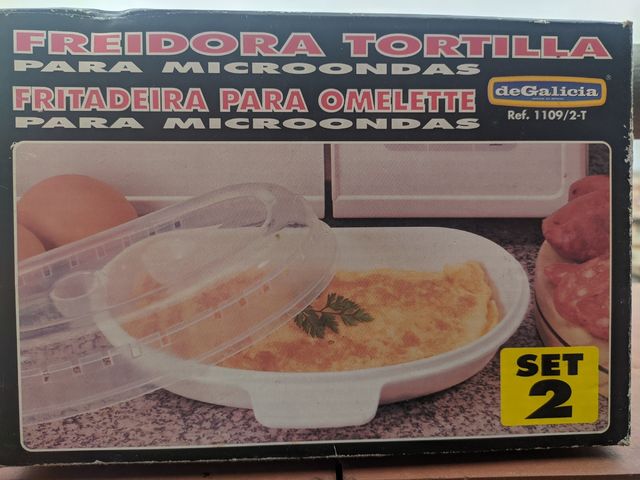 FREIDORA TORTILLA
PARA MICROONDAS
FRITADEIRA PARA OMELETTE
PARA MICROONDAS
deGalicia
Ref. 1109/2-T
SET
2